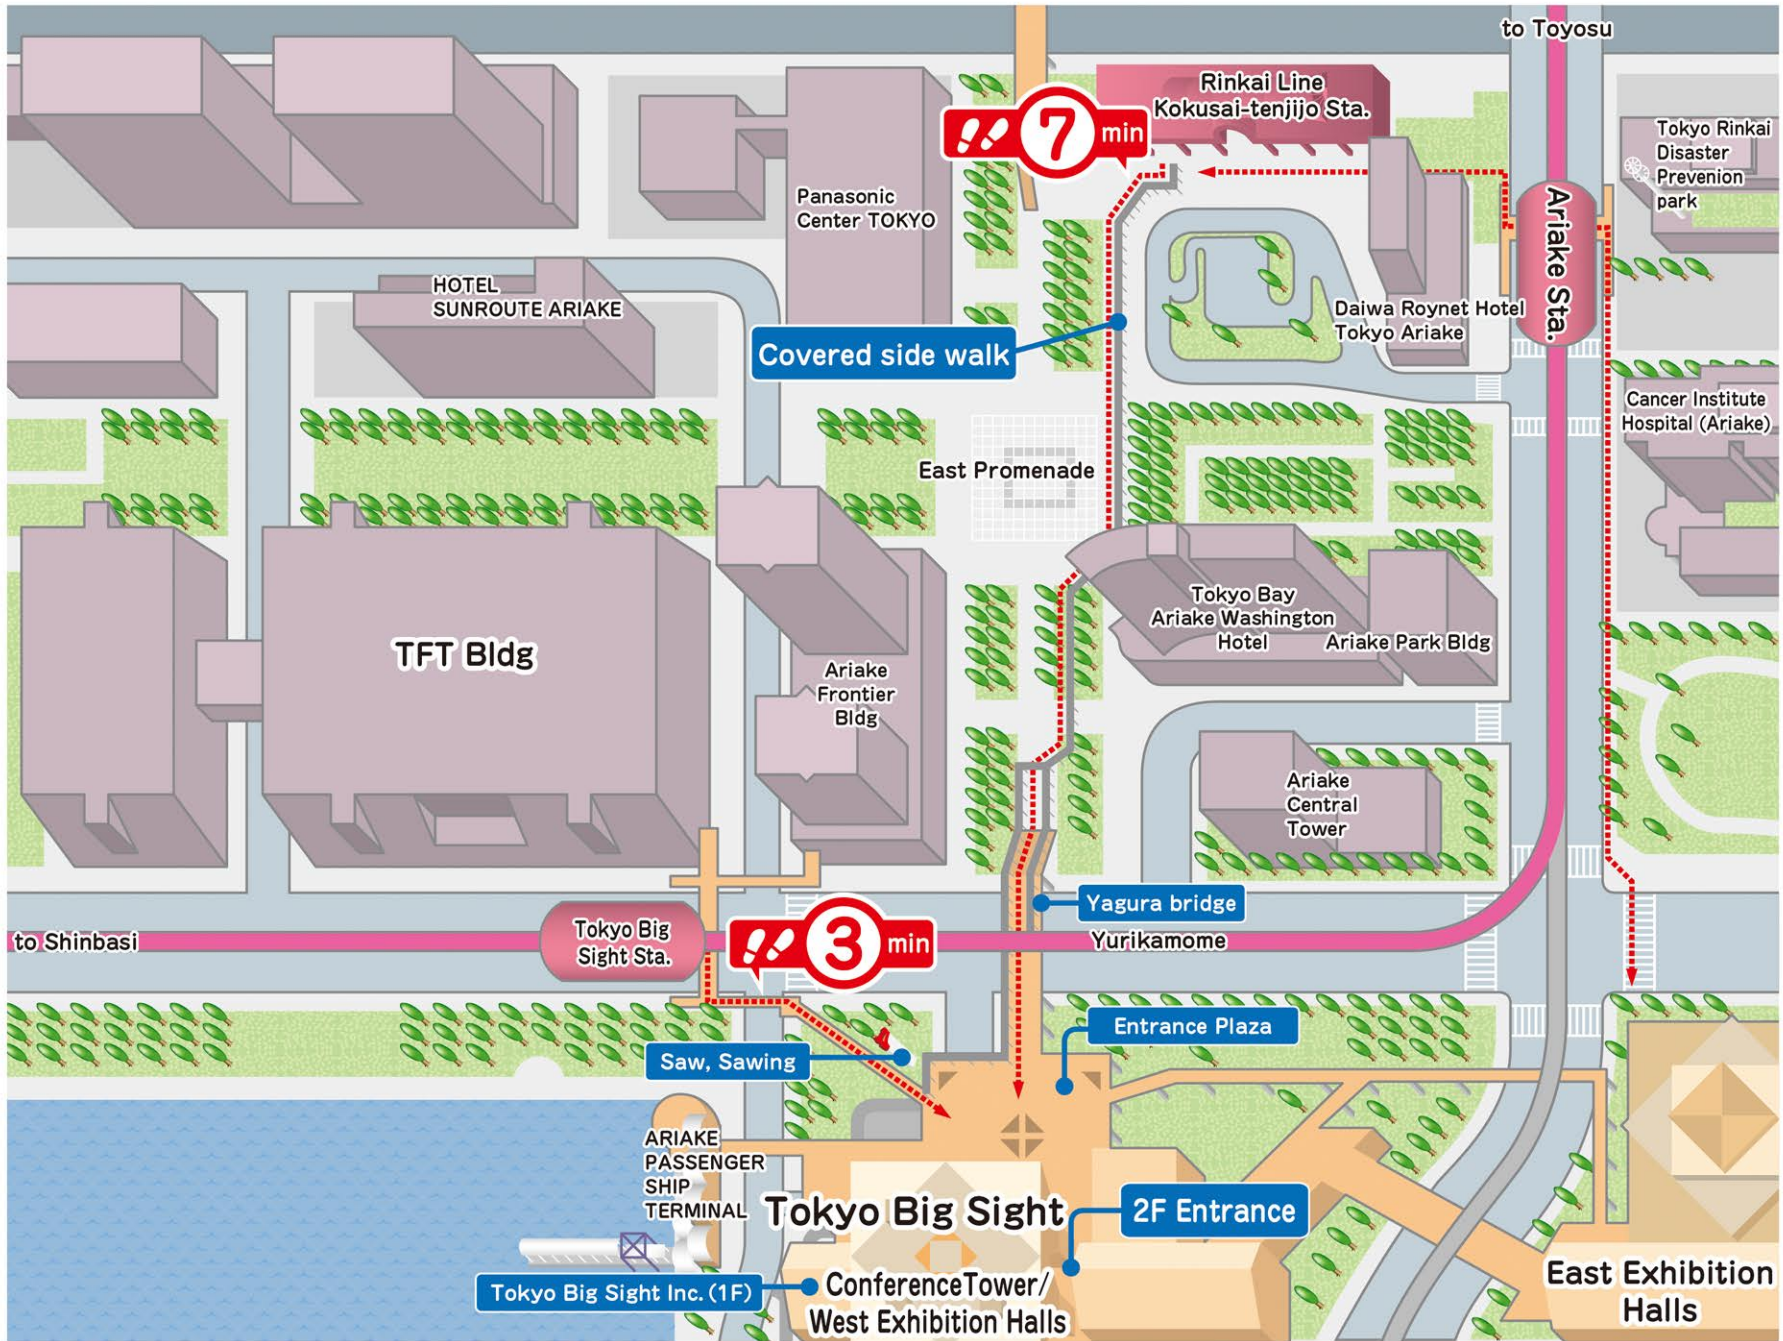 to Toyosu
Rinkai Line
Kokusai-tenjijo Sta.
7 min
Tokyo Rinkai
Disaster
Prevenion
park
Panasonic
Center TOKYO
Ariake Sta.
HOTEL
SUNROUTE ARIAKE
Daiwa Roynet Hotel
Tokyo Ariake
Covered side walk
Cancer Institute
Hospital (Ariake)
East Promenade
TFT Bldg
Tokyo Bay
Ariake Washington
Hotel
Ariake Park Bldg
Ariake
Frontier
Bldg
Ariake
Central
Tower
Yagura bridge
to Shinbasi
Tokyo Big
Sight Sta.
3 min
Yurikamome
Entrance Plaza
Saw, Sawing
ARIAKE
PASSENGER
SHIP
TERMINAL
Tokyo Big Sight
2F Entrance
Tokyo Big Sight Inc. (1F)
ConferenceTower/
West Exhibition Halls
East Exhibition
Halls